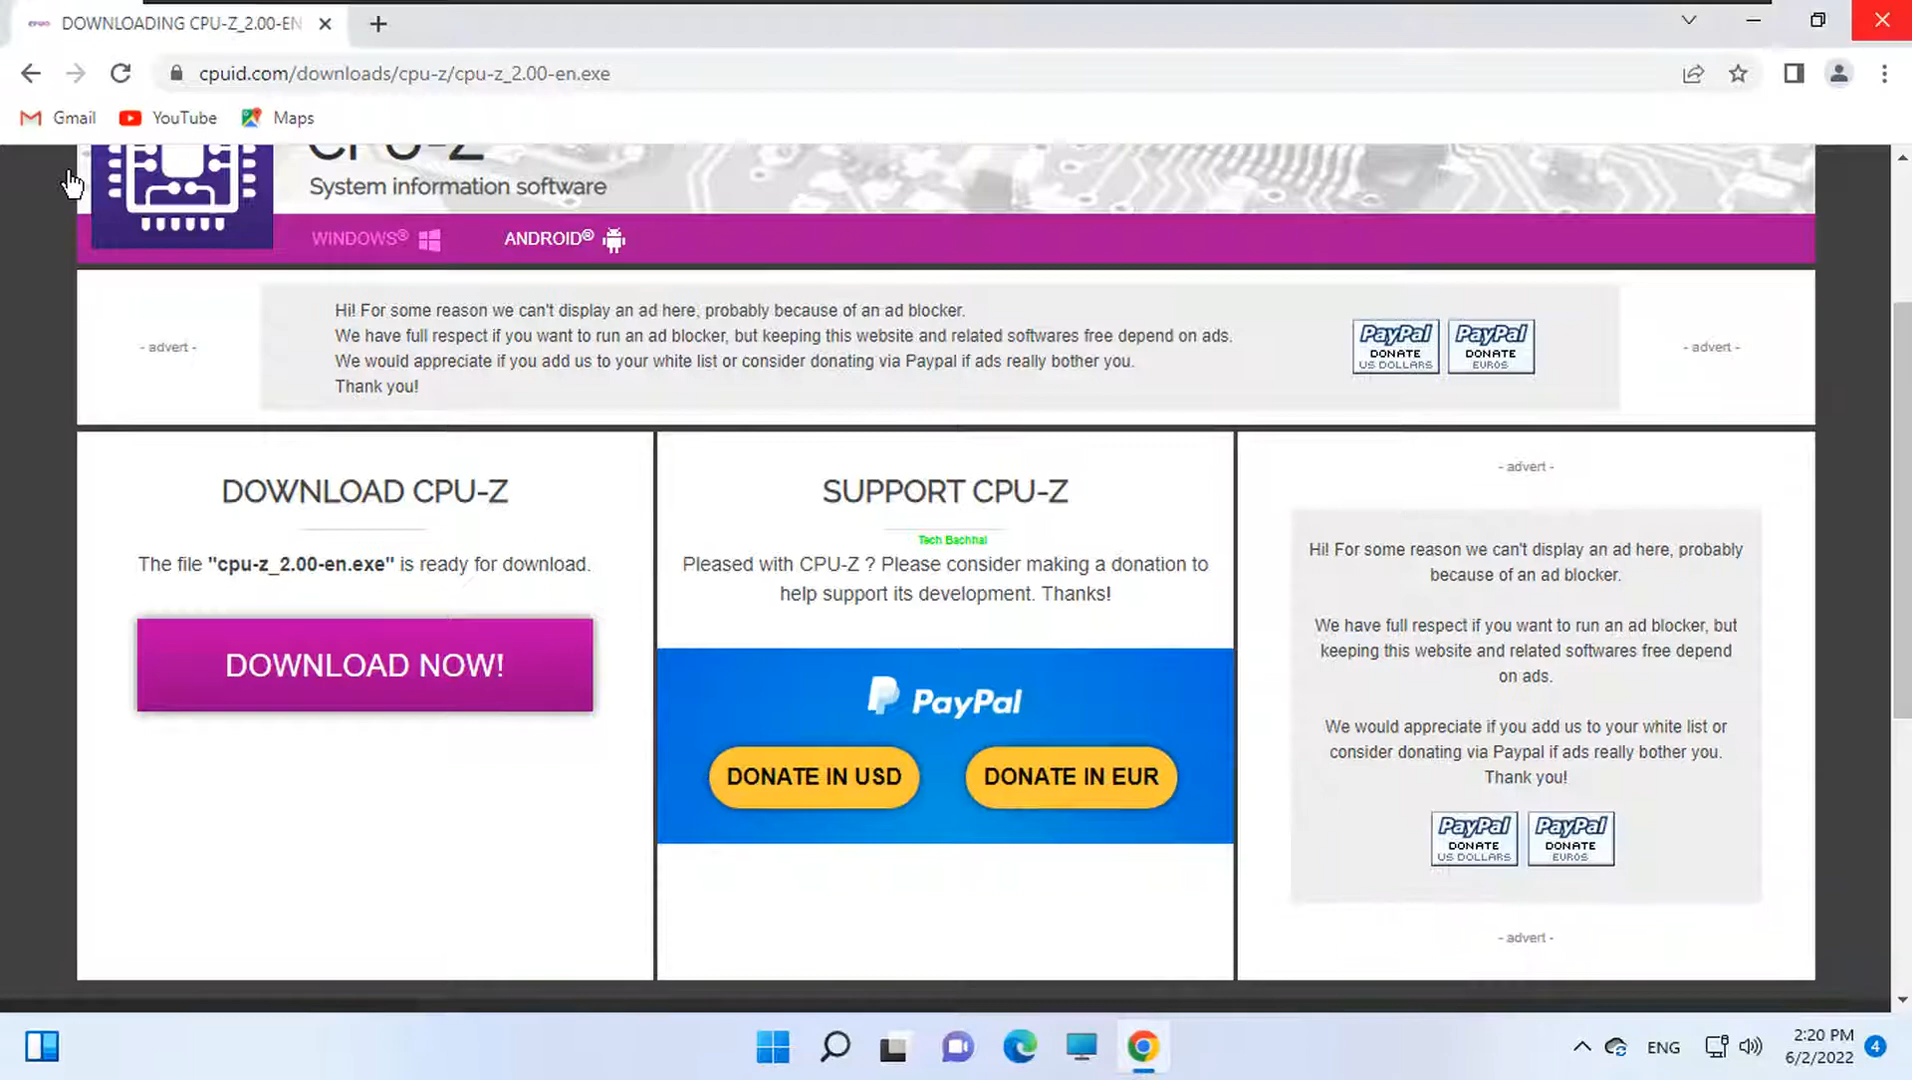 DOWNLOADING CPU-Z_2.00-EN
cpuid.com/downloads/cpu-z/cpu-z_2.00-en.exe
Gmail YouTube Maps
CPU-Z
System information software
WINDOWS® ANDROID®
- advert -
Hi! For some reason we can't display an ad here, probably because of an ad blocker.
We have full respect if you want to run an ad blocker, but keeping this website and related softwares free depend on ads.
We would appreciate if you add us to your white list or consider donating via Paypal if ads really bother you.
Thank you!
PayPal
DONATE
US DOLLARS
PayPal
DONATE
EUROS
- advert -
DOWNLOAD CPU-Z
The file "cpu-z_2.00-en.exe" is ready for download.
DOWNLOAD NOW!
SUPPORT CPU-Z
Tech Bachhal
Pleased with CPU-Z ? Please consider making a donation to
help support its development. Thanks!
PayPal
DONATE IN USD DONATE IN EUR
- advert -
Hi! For some reason we can't display an ad here, probably
because of an ad blocker.
We have full respect if you want to run an ad blocker, but
keeping this website and related softwares free depend
on ads.
We would appreciate if you add us to your white list or
consider donating via Paypal if ads really bother you.
Thank you!
PayPal
DONATE
US DOLLARS
PayPal
DONATE
EUROS
- advert -
ENG
2:20 PM
6/2/2022
4